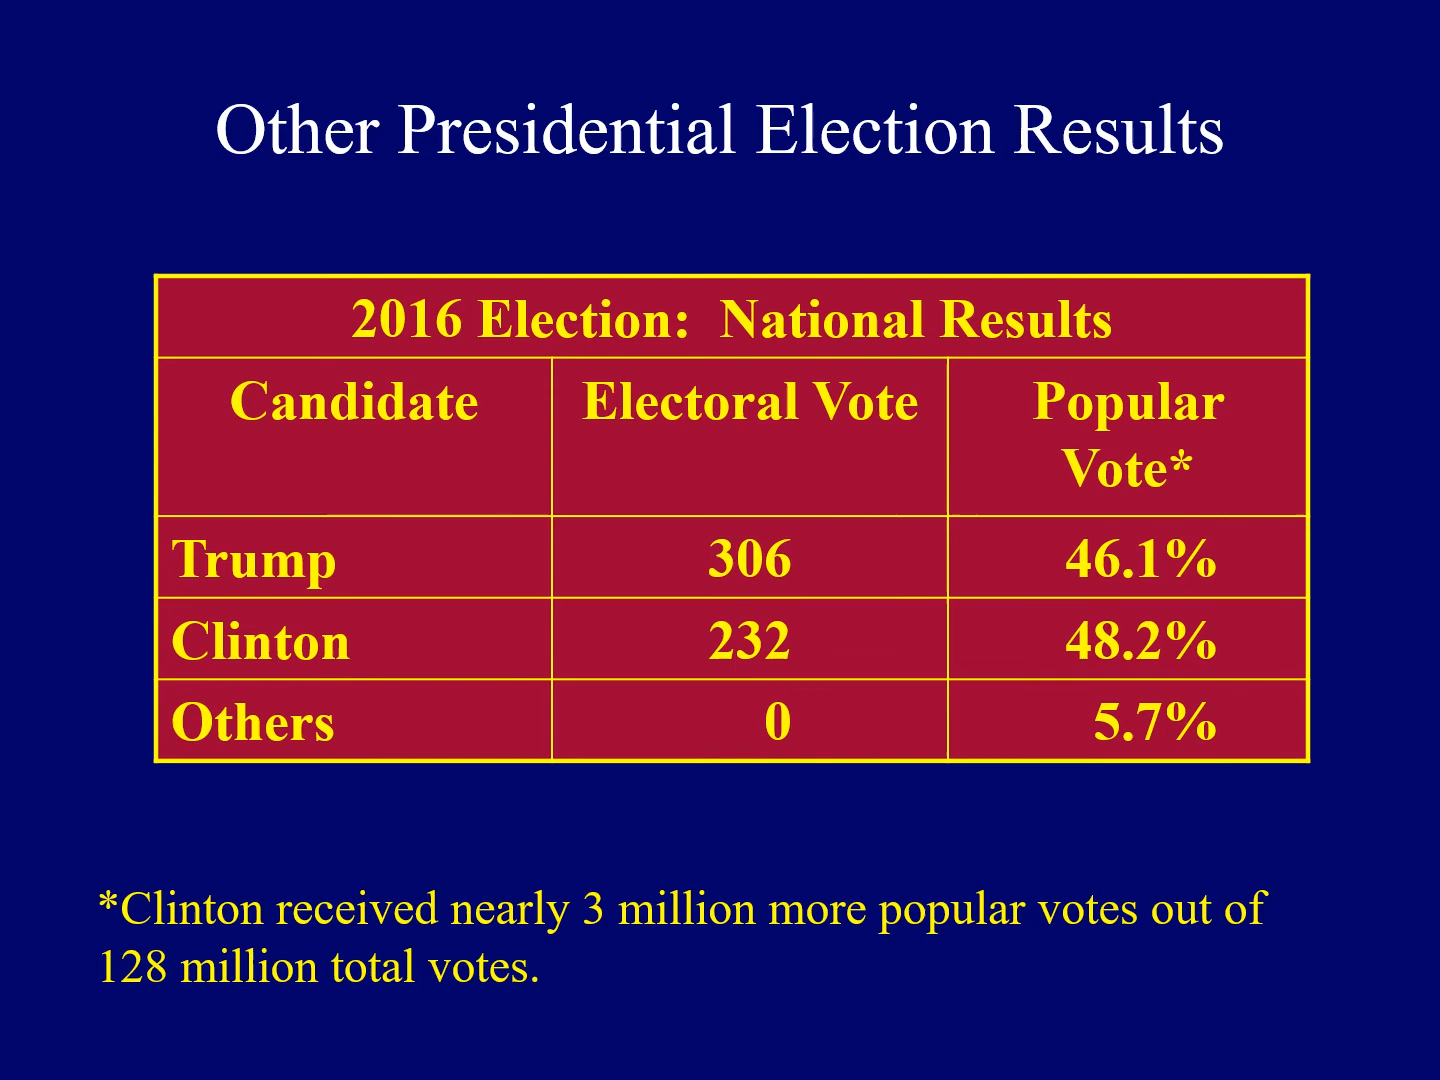 Other Presidential Election Results
2016 Election:  National Results
Candidate
Electoral Vote
Popular
Vote*
Trump
306
46.1%
Clinton
232
48.2%
Others
0
5.7%
*Clinton received nearly 3 million more popular votes out of
128 million total votes.